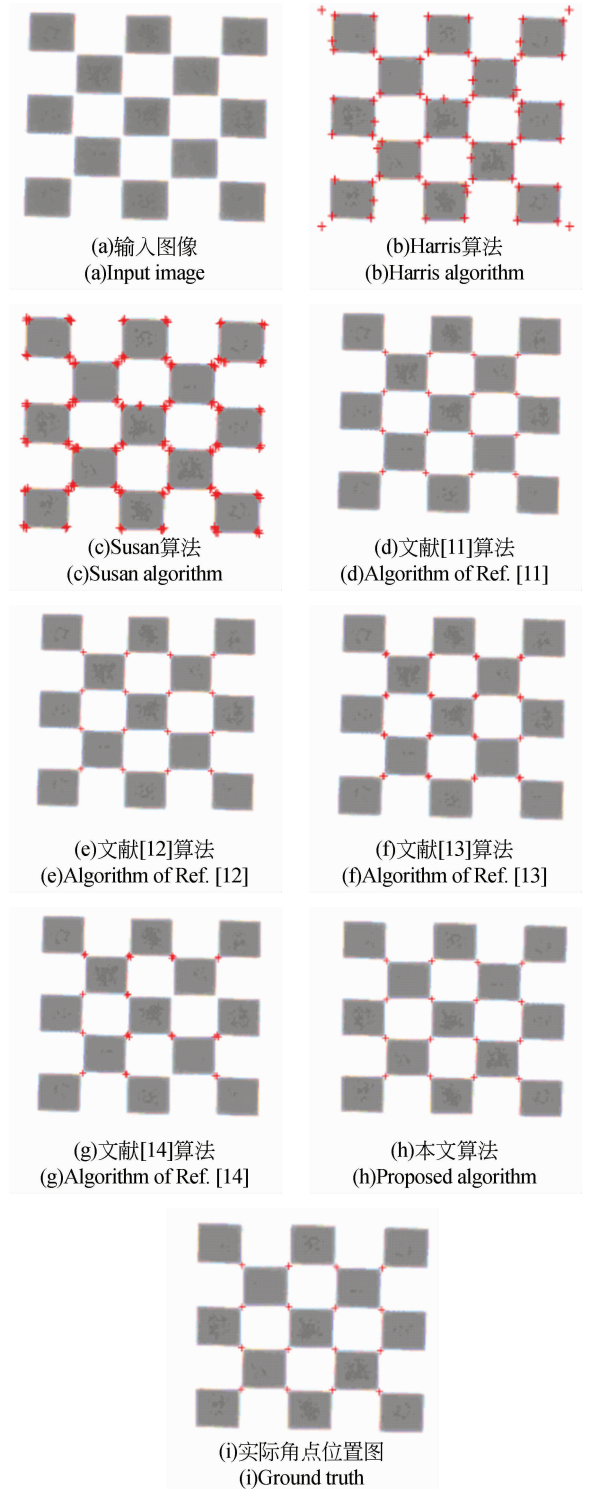 (a)输入图像
(a)Input image
(b)Harris算法
(b)Harris algorithm
(c)Susan算法
(c)Susan algorithm
(d)文献[11]算法
(d)Algorithm of Ref. [11]
(e)文献[12]算法
(e)Algorithm of Ref. [12]
(f)文献[13]算法
(f)Algorithm of Ref. [13]
(g)文献[14]算法
(g)Algorithm of Ref. [14]
(h)本文算法
(h)Proposed algorithm
(i)实际角点位置图
(i)Ground truth